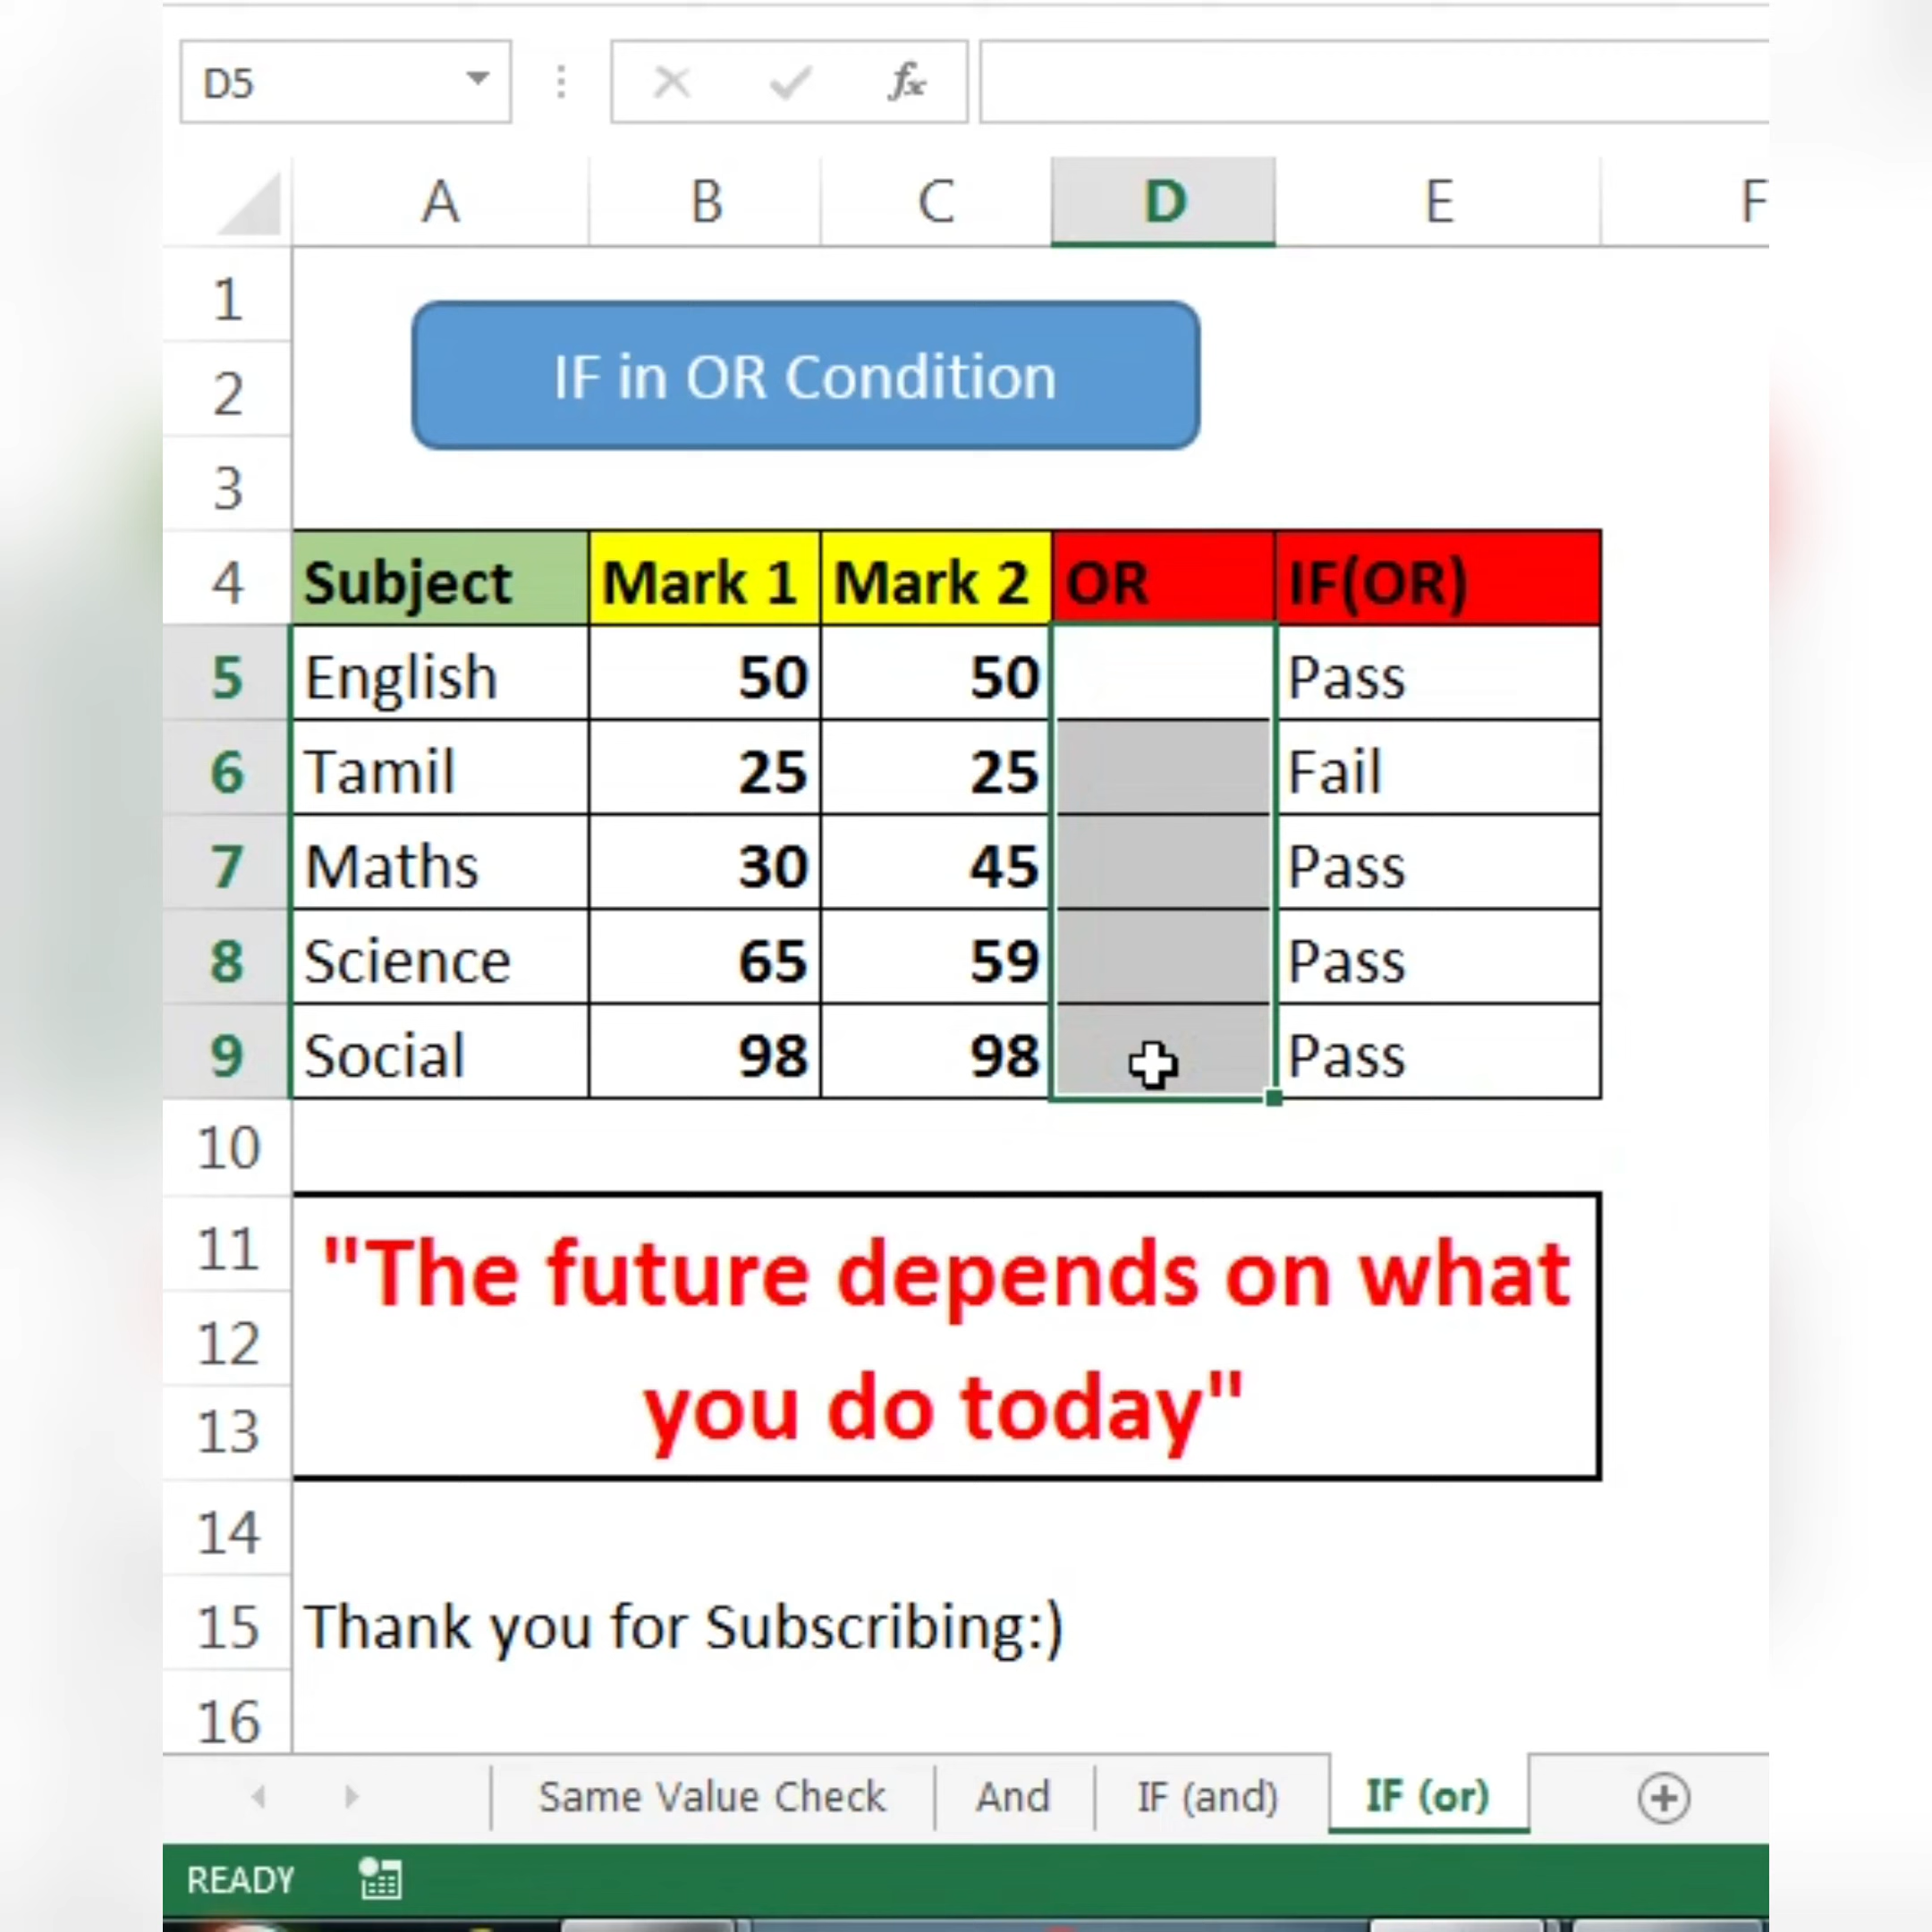 D5
fx
A B C D E F
1
IF in OR Condition
2
3
4 Subject Mark 1 Mark 2 OR IF(OR)
5 English 50 50 Pass
6 Tamil 25 25 Fail
7 Maths 30 45 Pass
8 Science 65 59 Pass
9 Social 98 98 Pass
10
11 "The future depends on what
12
13 you do today"
14
15 Thank you for Subscribing:)
16
Same Value Check And IF (and) IF (or)
READY